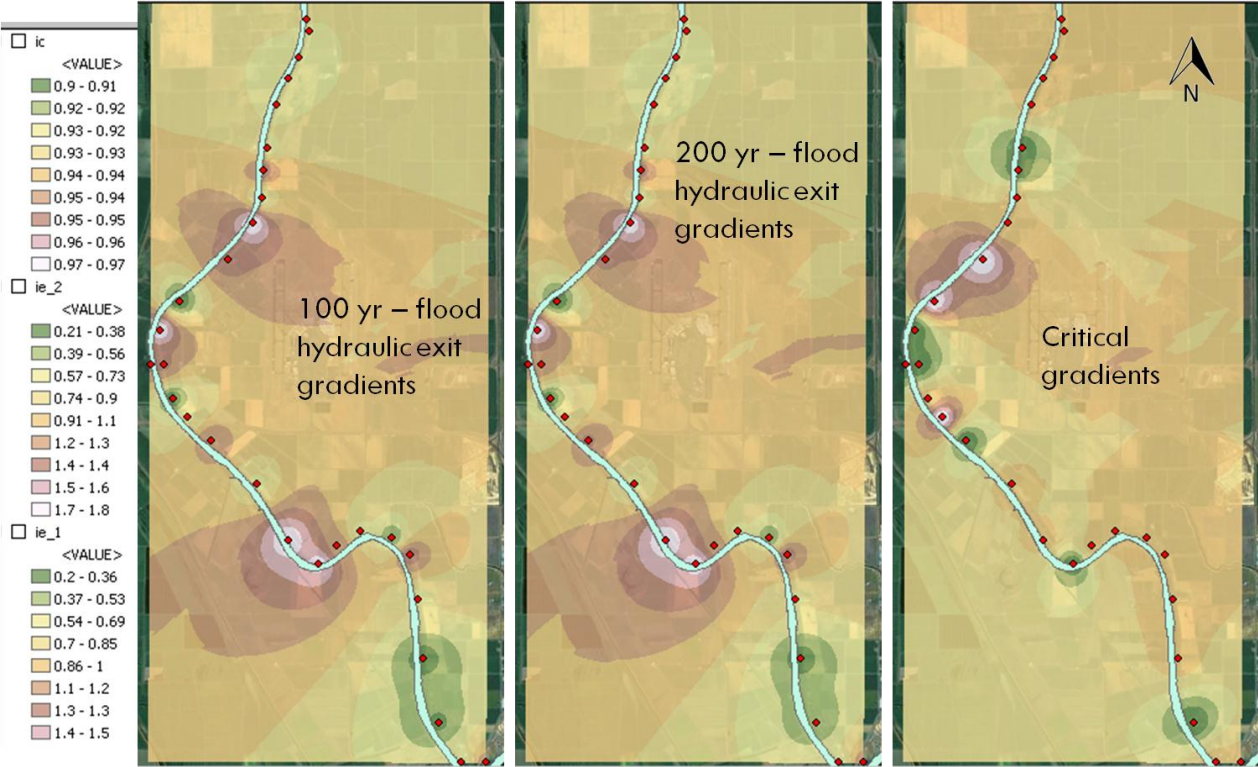 ic
<VALUE>
0.9 - 0.91
0.92 - 0.92
0.93 - 0.92
0.93 - 0.93
0.94 - 0.94
0.95 - 0.94
0.95 - 0.95
0.96 - 0.96
0.97 - 0.97
ie_2
<VALUE>
0.21 - 0.38
0.39 - 0.56
0.57 - 0.73
0.74 - 0.9
0.91 - 1.1
1.2 - 1.3
1.4 - 1.4
1.5 - 1.6
1.7 - 1.8
ie_1
<VALUE>
0.2 - 0.36
0.37 - 0.53
0.54 - 0.69
0.7 - 0.85
0.86 - 1
1.1 - 1.2
1.3 - 1.3
1.4 - 1.5
100 yr – flood
hydraulic exit
gradients
200 yr – flood
hydraulic exit
gradients
Critical
gradients
N